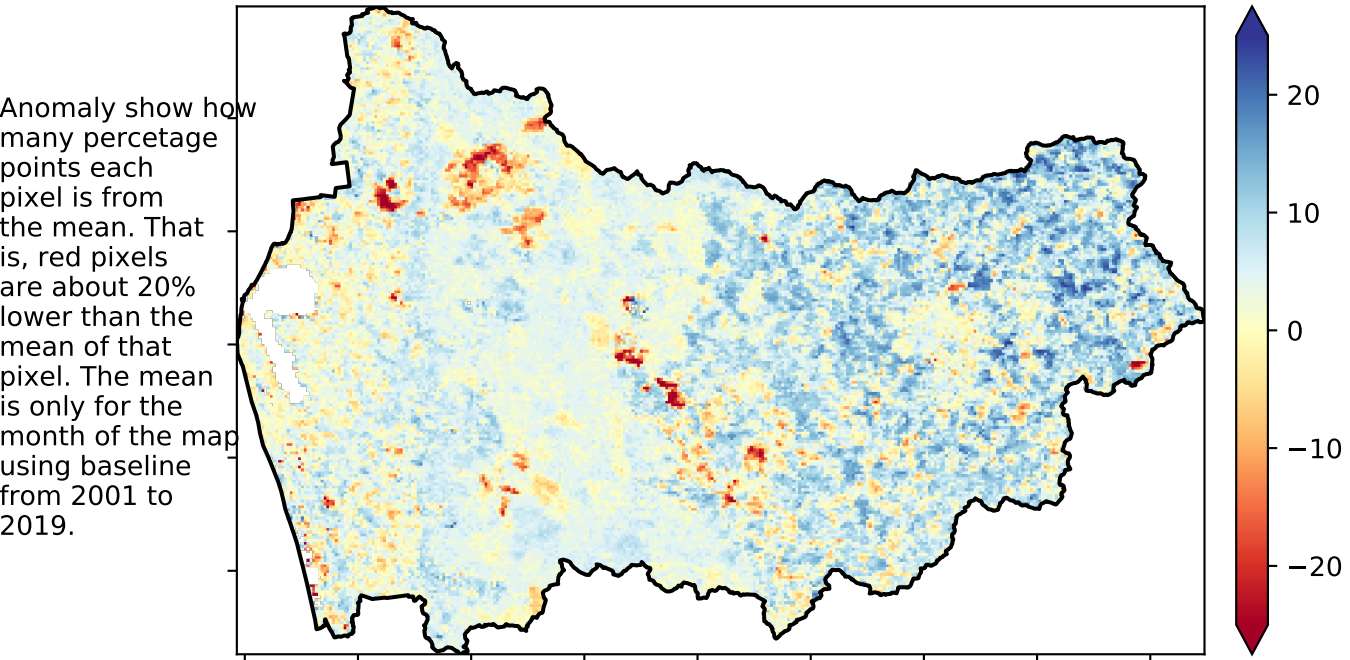 Anomaly show how
many percetage
points each
pixel is from
the mean. That
is, red pixels
are about 20%
lower than the
mean of that
pixel. The mean
is only for the
month of the map
using baseline
from 2001 to
2019.
20
10
0
−10
−20